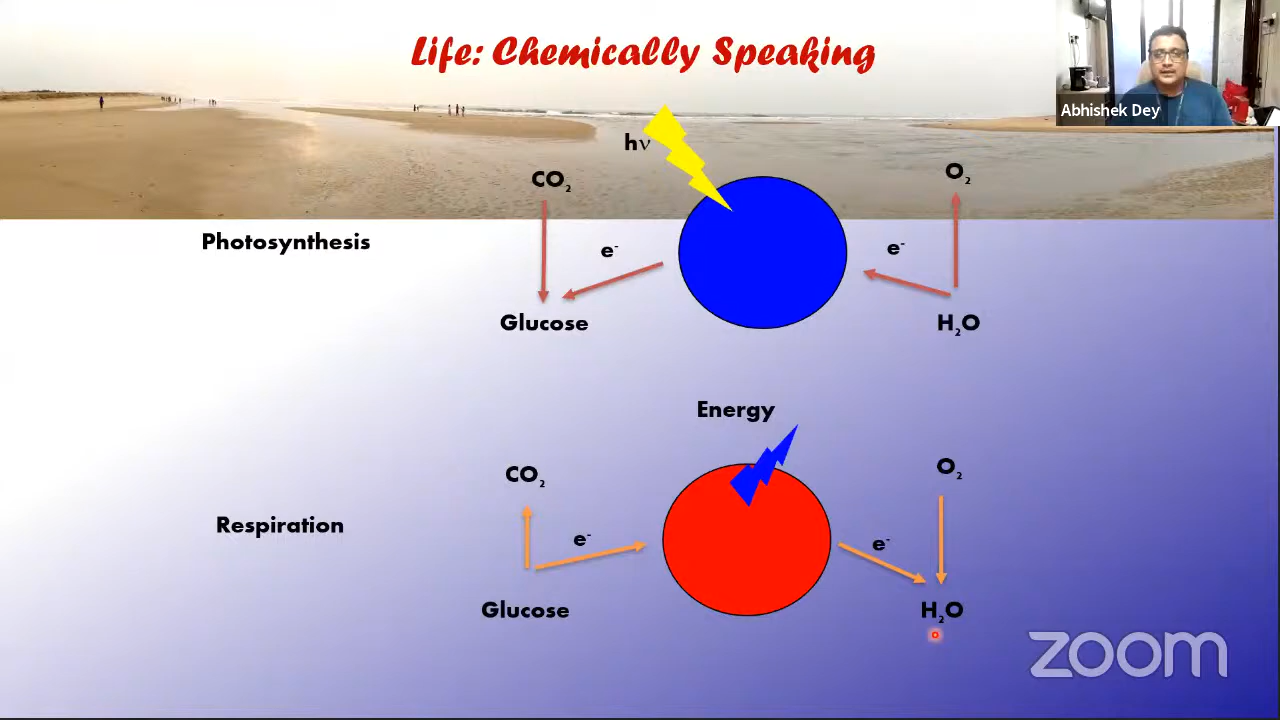 Life: Chemically Speaking
Abhishek Dey
hν
CO₂
O₂
Photosynthesis
e⁻
e⁻
Glucose
H₂O
Energy
CO₂
O₂
Respiration
e⁻
e⁻
Glucose
H₂O
zoom